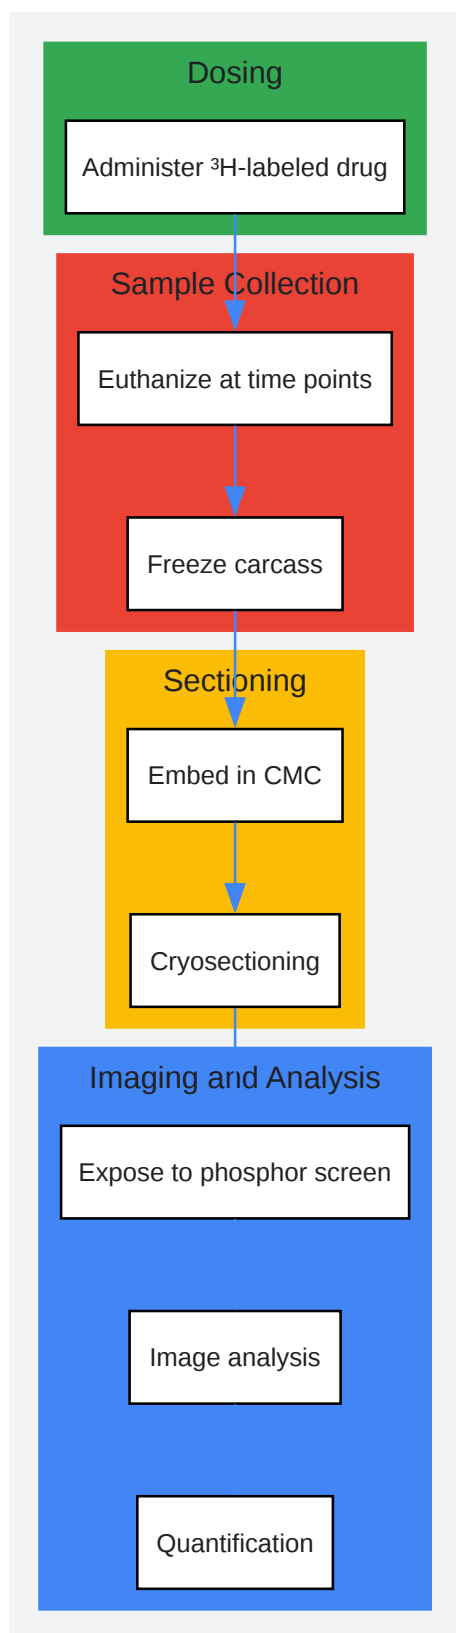 Dosing
Administer ³H-labeled drug
Sample Collection
Euthanize at time points
Freeze carcass
Sectioning
Embed in CMC
Cryosectioning
Imaging and Analysis
Expose to phosphor screen
Image analysis
Quantification